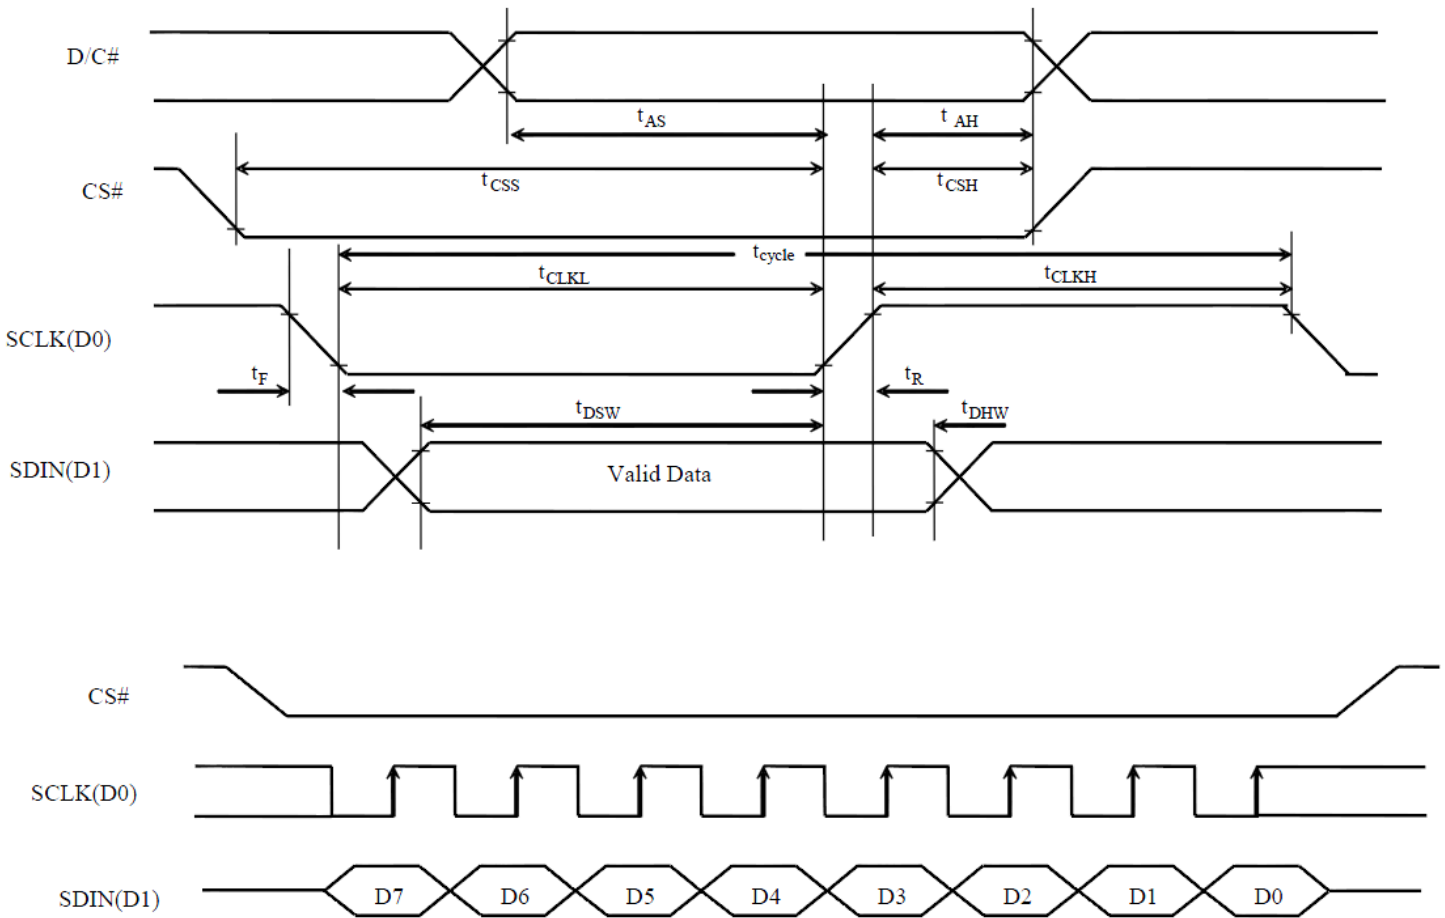 D/C#
tAS
t AH
CS#
tCSS
tCSH
tcycle
tCLKL
tCLKH
SCLK(D0)
tF
tR
tDSW
tDHW
SDIN(D1)
Valid Data
CS#
SCLK(D0)
SDIN(D1)
D7 D6 D5 D4 D3 D2 D1 D0